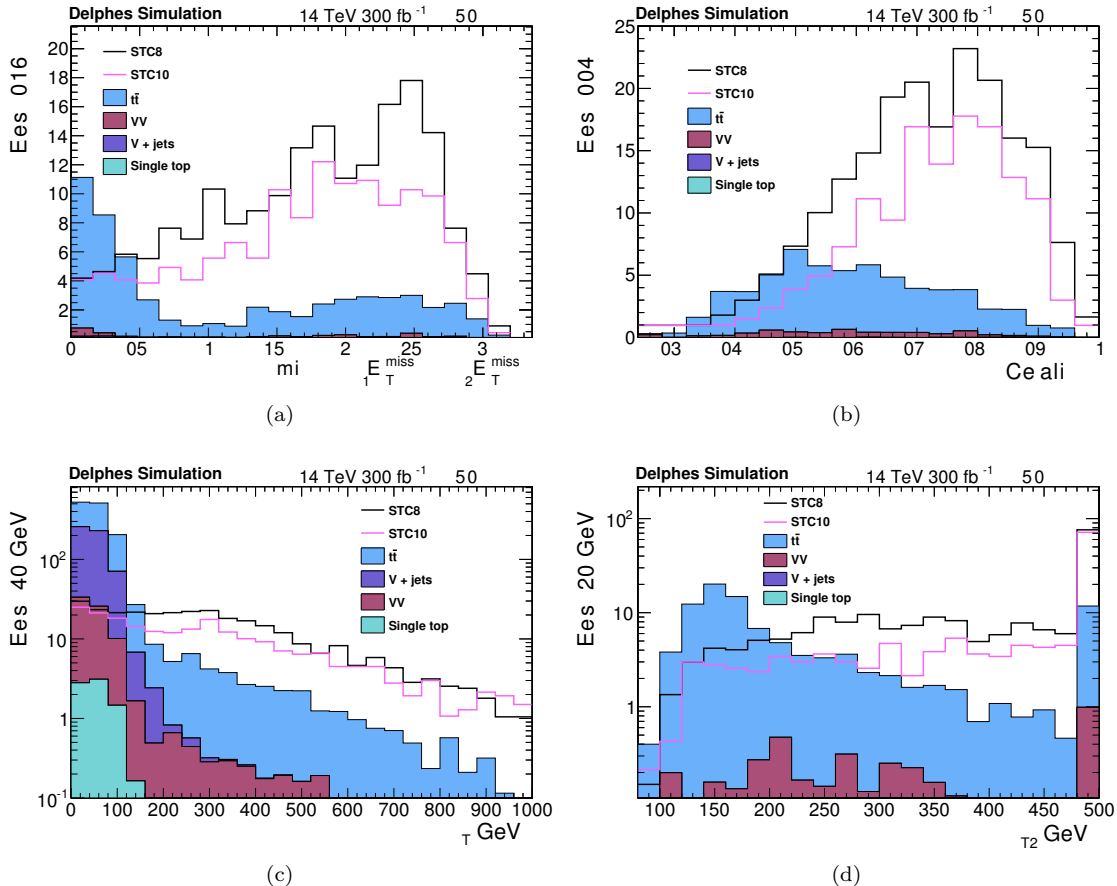 Delphes Simulation 14 TeV 300 fb -1 50
Ees 016
20
18
16
14
12
10
8
6
4
2
STC8
STC10
tt̄
VV
V + jets
Single top
0 05 1 05 2 25 3
mi 1 E T miss 2 E T miss
(a)
Delphes Simulation 14 TeV 300 fb -1 50
Ees 004
25
20
15
10
5
0
STC8
STC10
tt̄
VV
V + jets
Single top
03 04 05 06 07 08 09 1
Ce ali
(b)
Delphes Simulation 14 TeV 300 fb -1 50
Ees 40 GeV
10 2
10
1
10 -1
STC8
STC10
tt̄
V + jets
VV
Single top
0 100 200 300 400 500 600 700 800 900 1000
T GeV
(c)
Delphes Simulation 14 TeV 300 fb -1 50
Ees 20 GeV
10 2
10
1
STC8
STC10
tt̄
VV
V + jets
Single top
100 150 200 250 300 350 400 450 500
T2 GeV
(d)